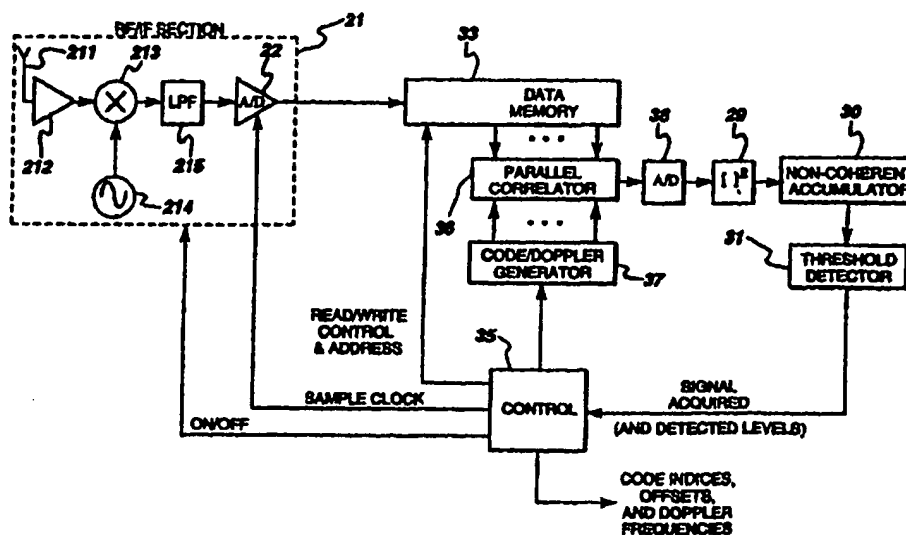 RF/IF SECTION
21
211
213
22
LPF
A/D
212
215
214
33
DATA
MEMORY
38
29
30
PARALLEL
CORRELATOR
36
A/D
[ ]²
NON-COHERENT
ACCUMULATOR
31
CODE/DOPPLER
GENERATOR
37
THRESHOLD
DETECTOR
READ/WRITE
CONTROL
& ADDRESS
35
CONTROL
SAMPLE CLOCK
ON/OFF
SIGNAL
ACQUIRED
(AND DETECTED LEVELS)
CODE INDICES,
OFFSETS,
AND DOPPLER
FREQUENCIES